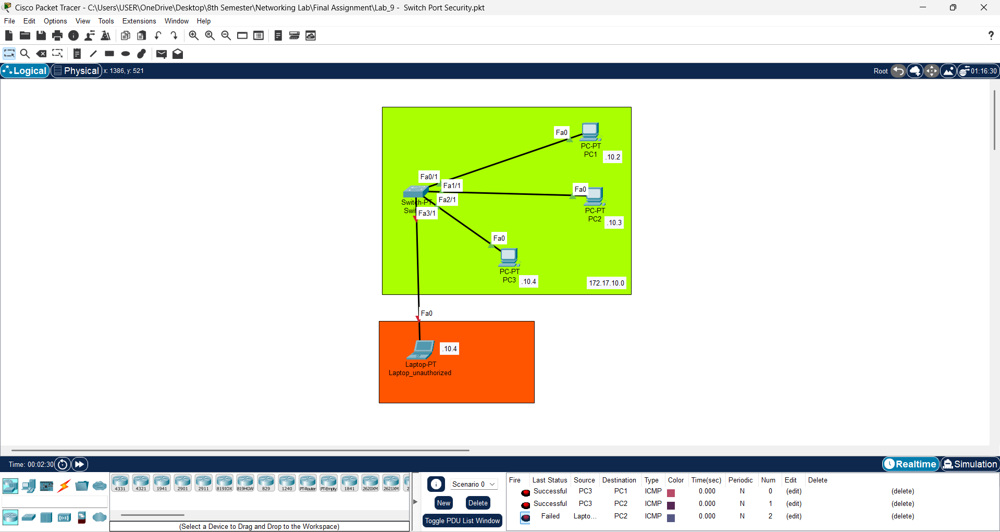 Cisco Packet Tracer - C:\Users\USER\OneDrive\Desktop\8th Semester\Networking Lab\Final Assignment\Lab_9 - Switch Port Security.pkt
File Edit Options View Tools Extensions Window Help
Logical Physical x: 1386, y: 521 Root 01:16:30
Fa0
PC-PT
PC1
.10.2
Fa0/1
Fa1/1
Fa0
Fa2/1
Switch-PT
Swit
Fa3/1
PC-PT
PC2
.10.3
Fa0
PC-PT
PC3
.10.4
172.17.10.0
Fa0
.10.4
Laptop-PT
Laptop_unauthorized
Time: 00:02:30 Realtime Simulation
4331 4321 1941 2901 2911 819IOX 819HGW 829 1240 PT-Router PT-Empty 1841 2620XM 2621XM 2
(Select a Device to Drag and Drop to the Workspace)
Scenario 0
New Delete
Toggle PDU List Window
Fire Last Status Source Destination Type Color Time(sec) Periodic Num Edit Delete
Successful PC3 PC1 ICMP 0.000 N 0 (edit) (delete)
Successful PC3 PC2 ICMP 0.000 N 1 (edit) (delete)
Failed Lapto... PC2 ICMP 0.000 N 2 (edit) (delete)